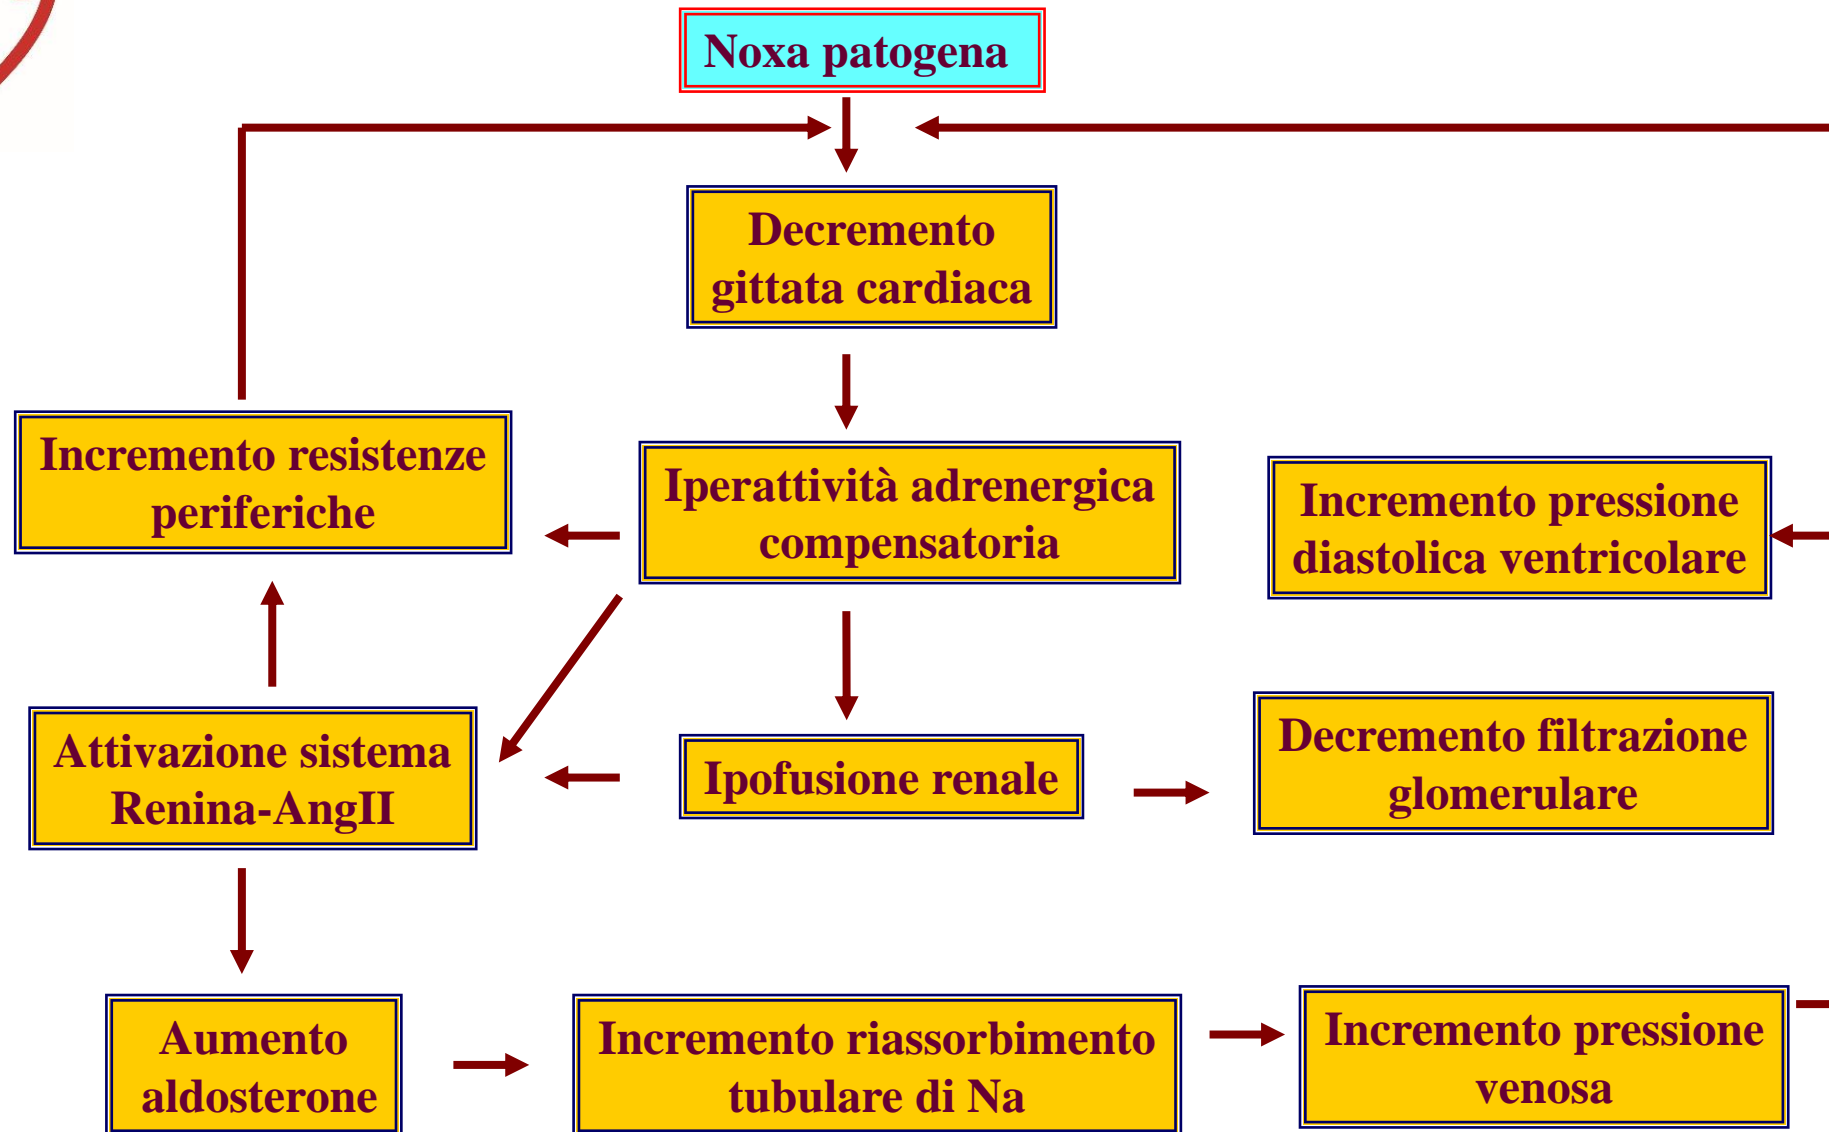 Noxa patogena
Decremento
gittata cardiaca
Incremento resistenze
periferiche
Iperattività adrenergica
compensatoria
Incremento pressione
diastolica ventricolare
Attivazione sistema
Renina-AngII
Ipofusione renale
Decremento filtrazione
glomerulare
Aumento
aldosterone
Incremento riassorbimento
tubulare di Na
Incremento pressione
venosa